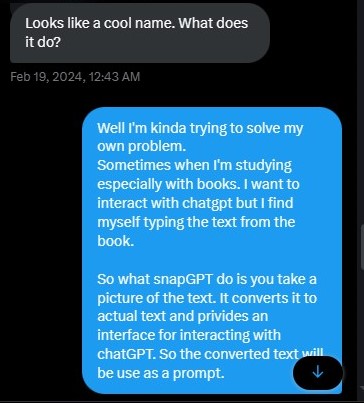 Looks like a cool name. What does
it do?
Feb 19, 2024, 12:43 AM
Well I'm kinda trying to solve my
own problem.
Sometimes when I'm studying
especially with books. I want to
interact with chatgpt but I find
myself typing the text from the
book.
So what snapGPT do is you take a
picture of the text. It converts it to
actual text and privides an
interface for interacting with
chatGPT. So the converted text will
be use as a prompt.